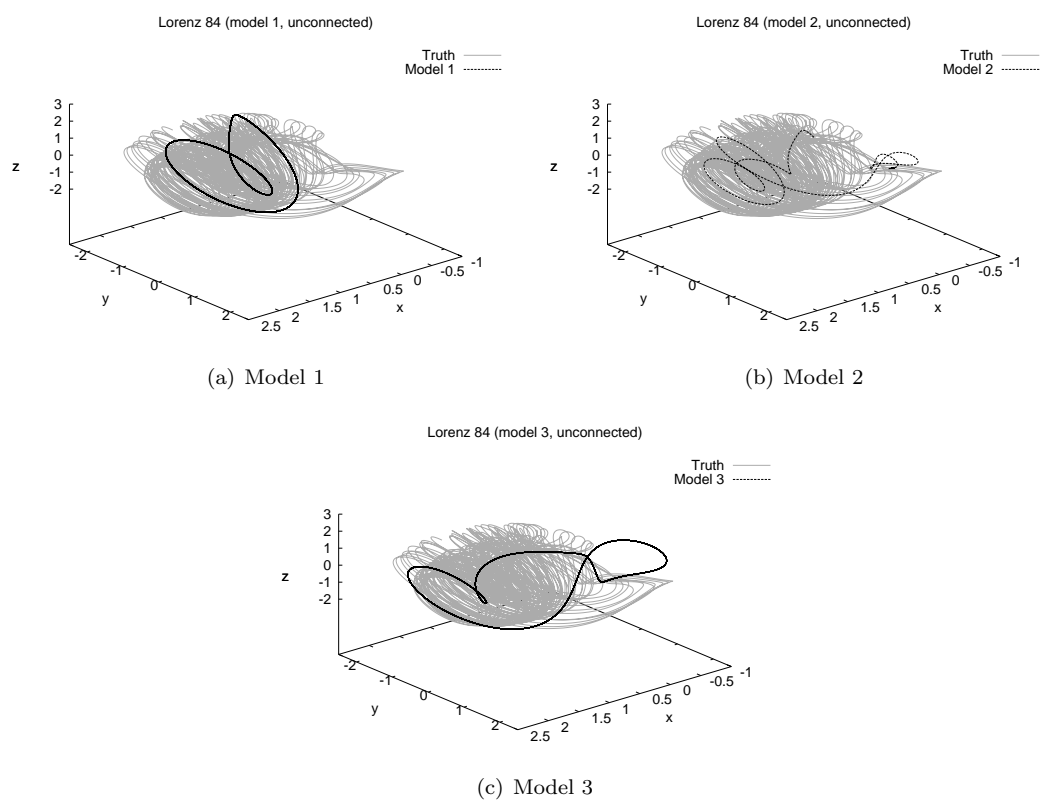 Lorenz 84 (model 1, unconnected)
Truth
Model 1
3
2
1
0
-1
-2
z
-2
-1
0
1
2
y
2.5
2
1.5
1
0.5
0
-0.5
-1
x
(a) Model 1
Lorenz 84 (model 2, unconnected)
Truth
Model 2
3
2
1
0
-1
-2
z
-2
-1
0
1
2
y
2.5
2
1.5
1
0.5
0
-0.5
-1
x
(b) Model 2
Lorenz 84 (model 3, unconnected)
Truth
Model 3
3
2
1
0
-1
-2
z
-2
-1
0
1
2
y
2.5
2
1.5
1
0.5
0
-0.5
-1
x
(c) Model 3